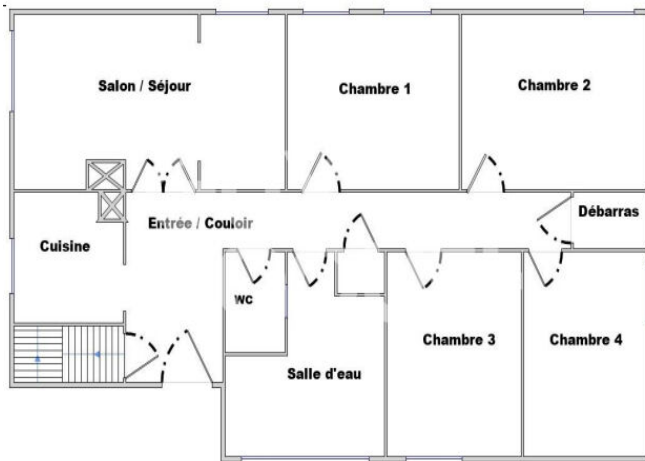 Salon / Séjour
Chambre 1
Chambre 2
Entrée / Couloir
Débarras
Cuisine
wc
Salle d'eau
Chambre 3
Chambre 4